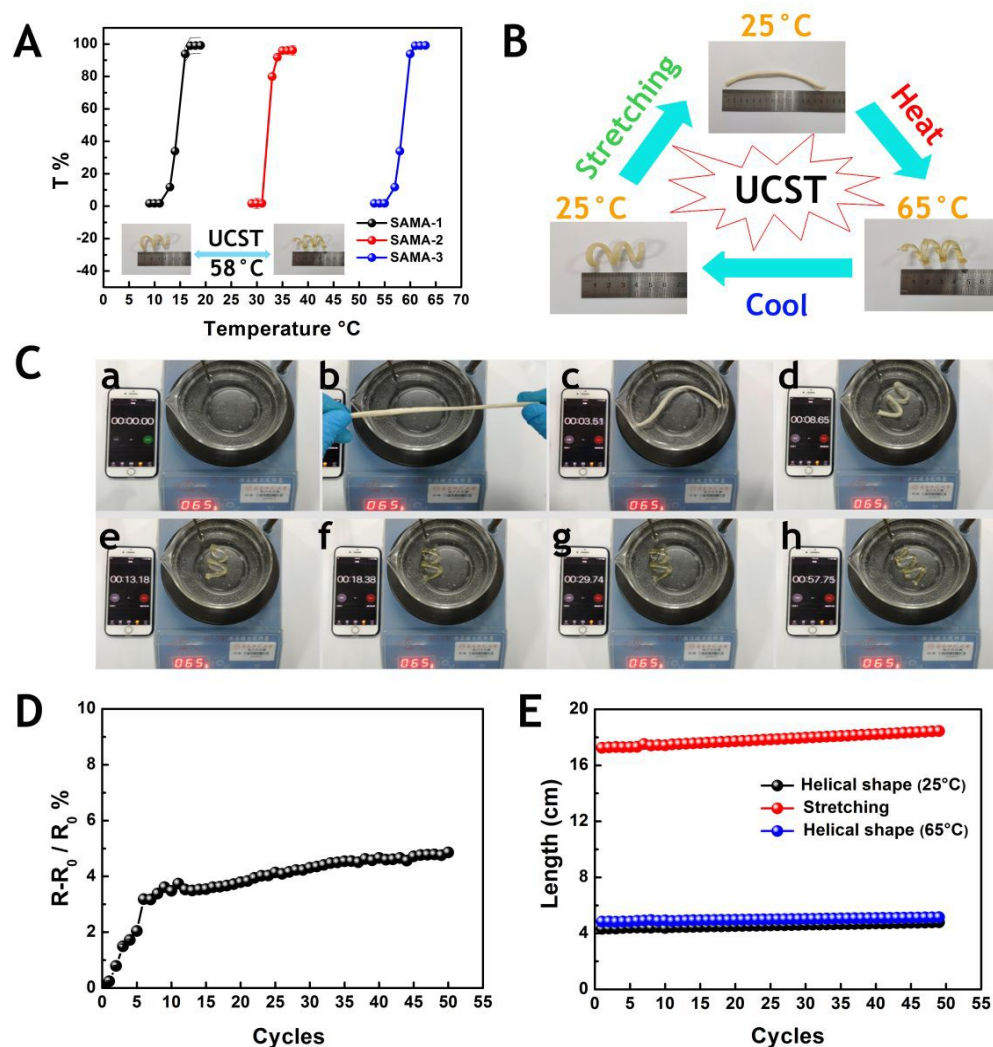 A
T %
100
80
60
40
20
0
-20
-40
0 5 10 15 20 25 30 35 40 45 50 55 60 65 70
Temperature °C
UCST
58°C
SAMA-1
SAMA-2
SAMA-3
B
25°C
Stretching
Heat
UCST
25°C
65°C
Cool
C
a
00:00.00
065
b
065
c
00:03.51
065
d
00:08.65
e
00:13.18
065
f
00:18.38
065
g
00:29.74
065
h
00:57.75
065
D
R-R₀ / R₀ %
10
8
6
4
2
0
0 5 10 15 20 25 30 35 40 45 50 55
Cycles
E
Length (cm)
20
16
12
8
4
0
Helical shape (25°C)
Stretching
Helical shape (65°C)
0 5 10 15 20 25 30 35 40 45 50 55
Cycles